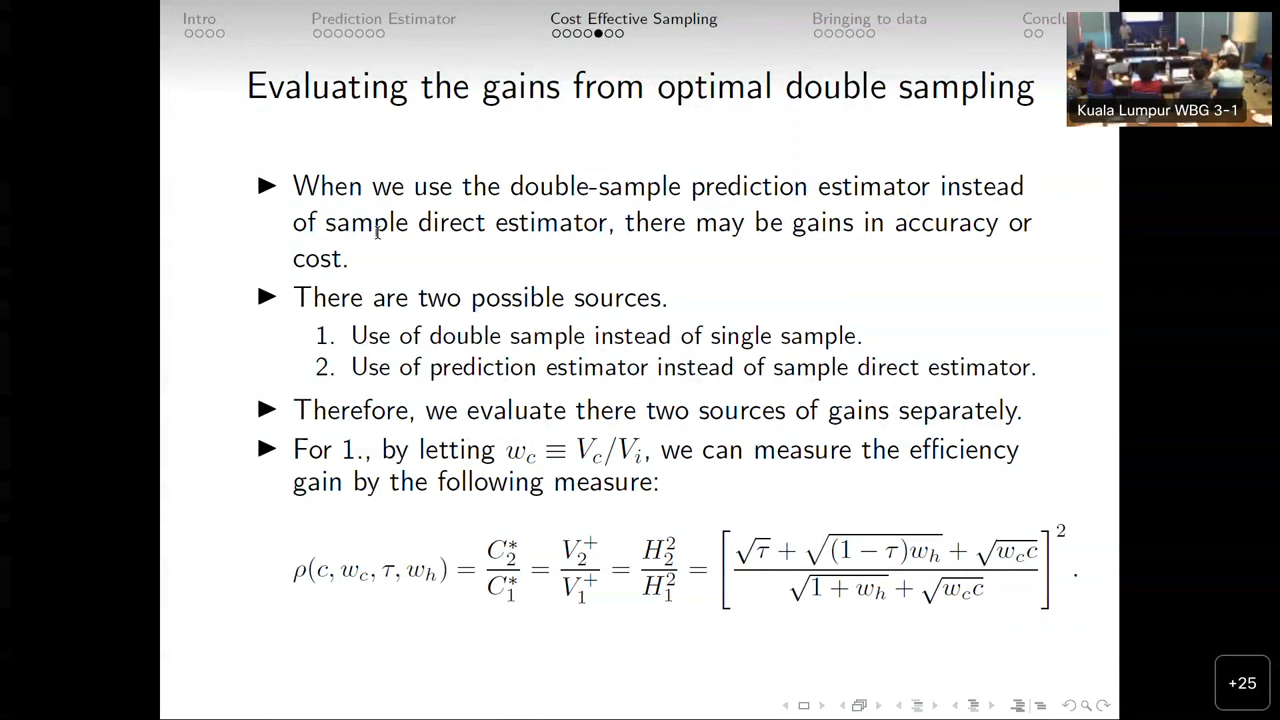 Intro Prediction Estimator Cost Effective Sampling Bringing to data Conclu
Evaluating the gains from optimal double sampling
Kuala Lumpur WBG 3-1
▶ When we use the double-sample prediction estimator instead
of sample direct estimator, there may be gains in accuracy or
cost.
▶ There are two possible sources.
1. Use of double sample instead of single sample.
2. Use of prediction estimator instead of sample direct estimator.
▶ Therefore, we evaluate there two sources of gains separately.
▶ For 1., by letting w_c ≡ V_c/V_i, we can measure the efficiency
gain by the following measure:
ρ(c, w_c, τ, w_h) = C_2^*/C_1^* = V_2^+/V_1^+ = H_2^2/H_1^2 = [(√τ + √((1 − τ)w_h) + √(w_c c))/(√(1 + w_h) + √(w_c c))]^2.
+25